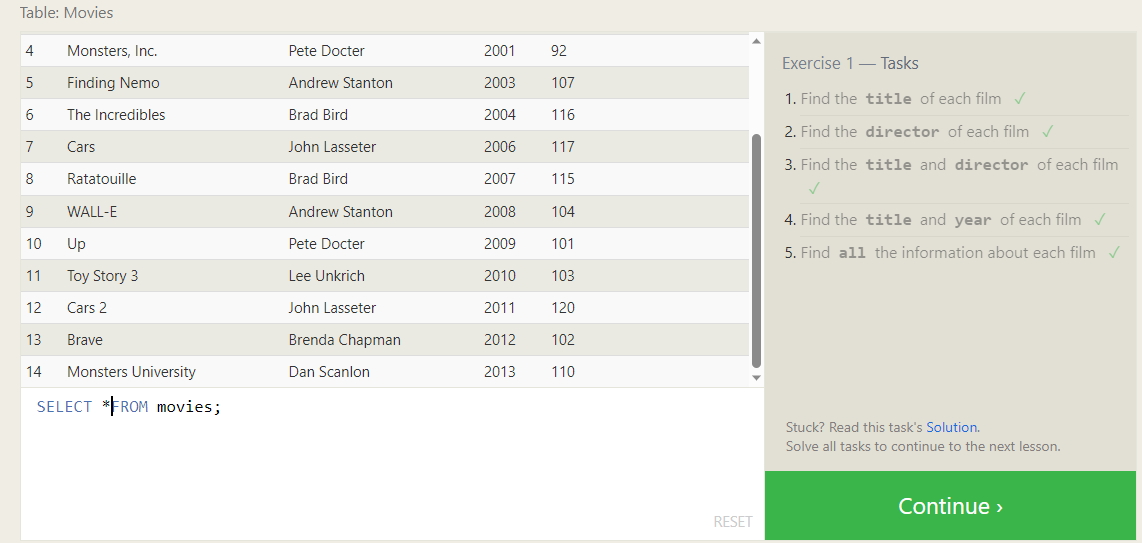 Table: Movies
4 Monsters, Inc. Pete Docter 2001 92
5 Finding Nemo Andrew Stanton 2003 107
6 The Incredibles Brad Bird 2004 116
7 Cars John Lasseter 2006 117
8 Ratatouille Brad Bird 2007 115
9 WALL-E Andrew Stanton 2008 104
10 Up Pete Docter 2009 101
11 Toy Story 3 Lee Unkrich 2010 103
12 Cars 2 John Lasseter 2011 120
13 Brave Brenda Chapman 2012 102
14 Monsters University Dan Scanlon 2013 110
SELECT *FROM movies;
RESET
Exercise 1 — Tasks
1. Find the title of each film ✓
2. Find the director of each film ✓
3. Find the title and director of each film
✓
4. Find the title and year of each film ✓
5. Find all the information about each film ✓
Stuck? Read this task's Solution.
Solve all tasks to continue to the next lesson.
Continue ›